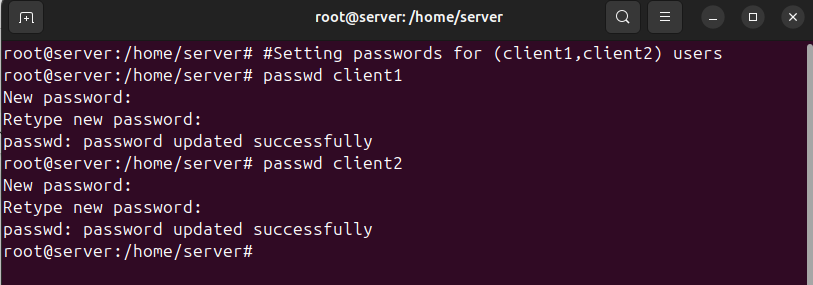 root@server: /home/server
root@server:/home/server# #Setting passwords for (client1,client2) users
root@server:/home/server# passwd client1
New password:
Retype new password:
passwd: password updated successfully
root@server:/home/server# passwd client2
New password:
Retype new password:
passwd: password updated successfully
root@server:/home/server#